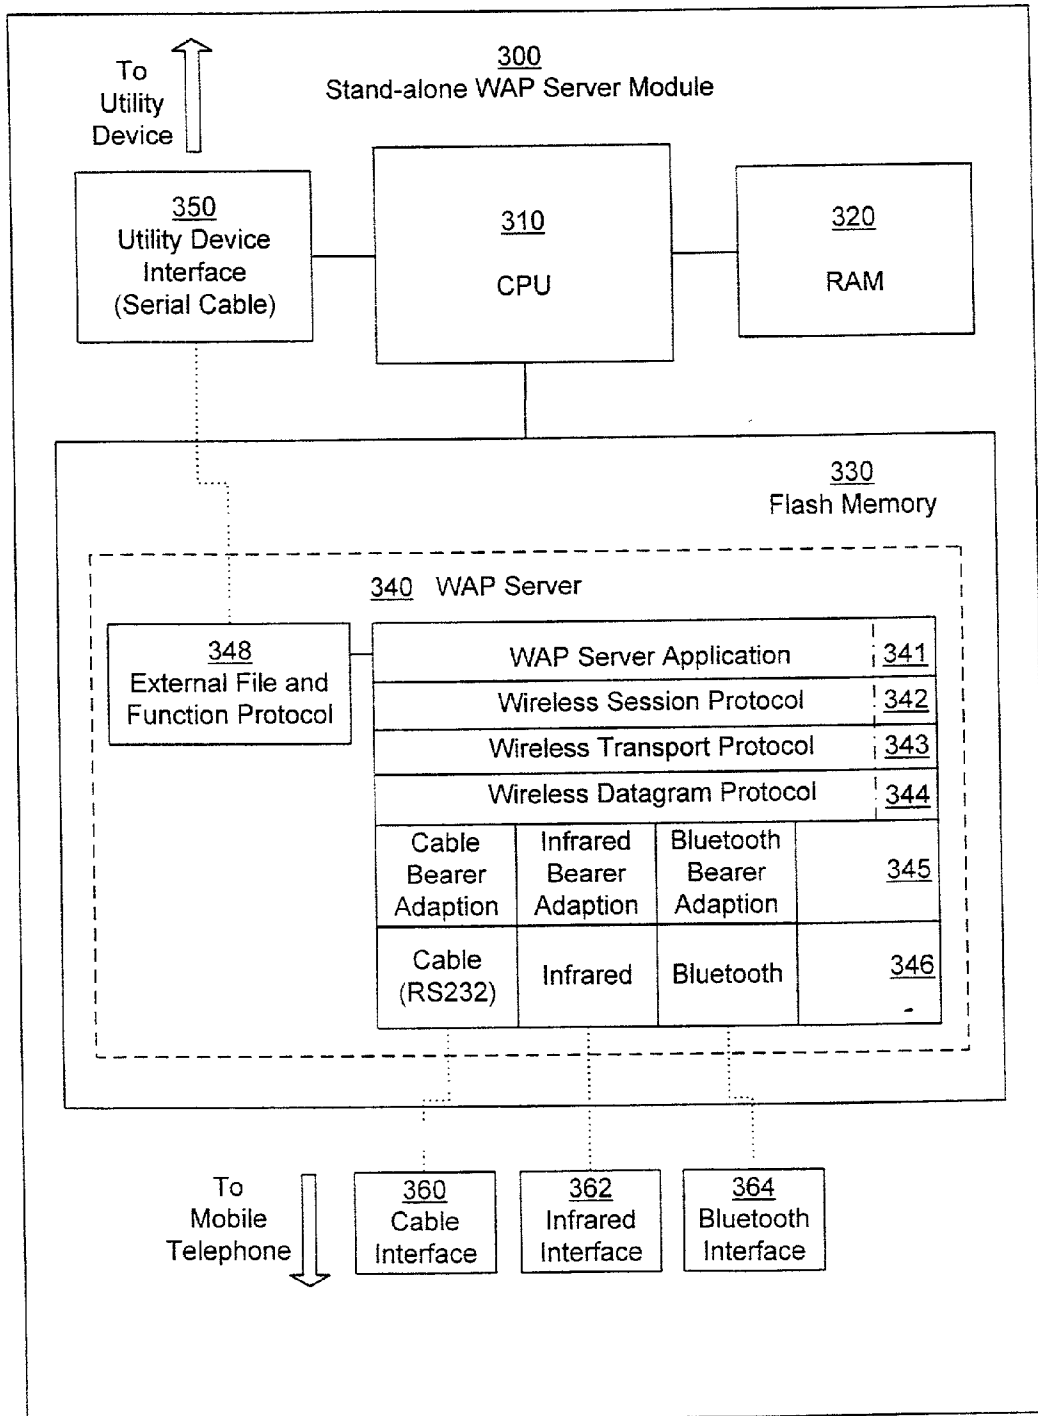 300
Stand-alone WAP Server Module
To
Utility
Device
350
Utility Device
Interface
(Serial Cable)
310
CPU
320
RAM
330
Flash Memory
340 WAP Server
348
External File and
Function Protocol
WAP Server Application 341
Wireless Session Protocol 342
Wireless Transport Protocol 343
Wireless Datagram Protocol 344
Cable
Bearer
Adaption
Infrared
Bearer
Adaption
Bluetooth
Bearer
Adaption
345
Cable
(RS232)
Infrared
Bluetooth
346
To
Mobile
Telephone
360
Cable
Interface
362
Infrared
Interface
364
Bluetooth
Interface